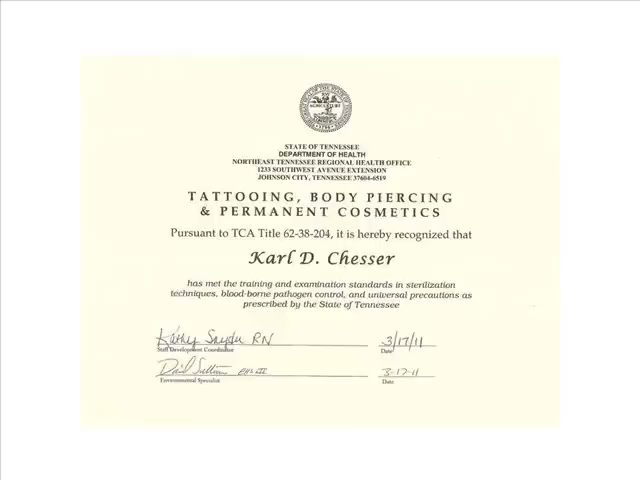 AGRICULTURE
1796
STATE OF TENNESSEE
DEPARTMENT OF HEALTH
NORTHEAST TENNESSEE REGIONAL HEALTH OFFICE
1233 SOUTHWEST AVENUE EXTENSION
JOHNSON CITY, TENNESSEE 37604-6519
TATTOOING, BODY PIERCING
& PERMANENT COSMETICS
Pursuant to TCA Title 62-38-204, it is hereby recognized that
Karl D. Chesser
has met the training and examination standards in sterilization
techniques, blood-borne pathogen control, and universal precautions as
prescribed by the State of Tennessee
Kathy Snyder RN 3/17/11
Staff Development Coordinator Date
David 3-17-11
Environmental Specialist Date